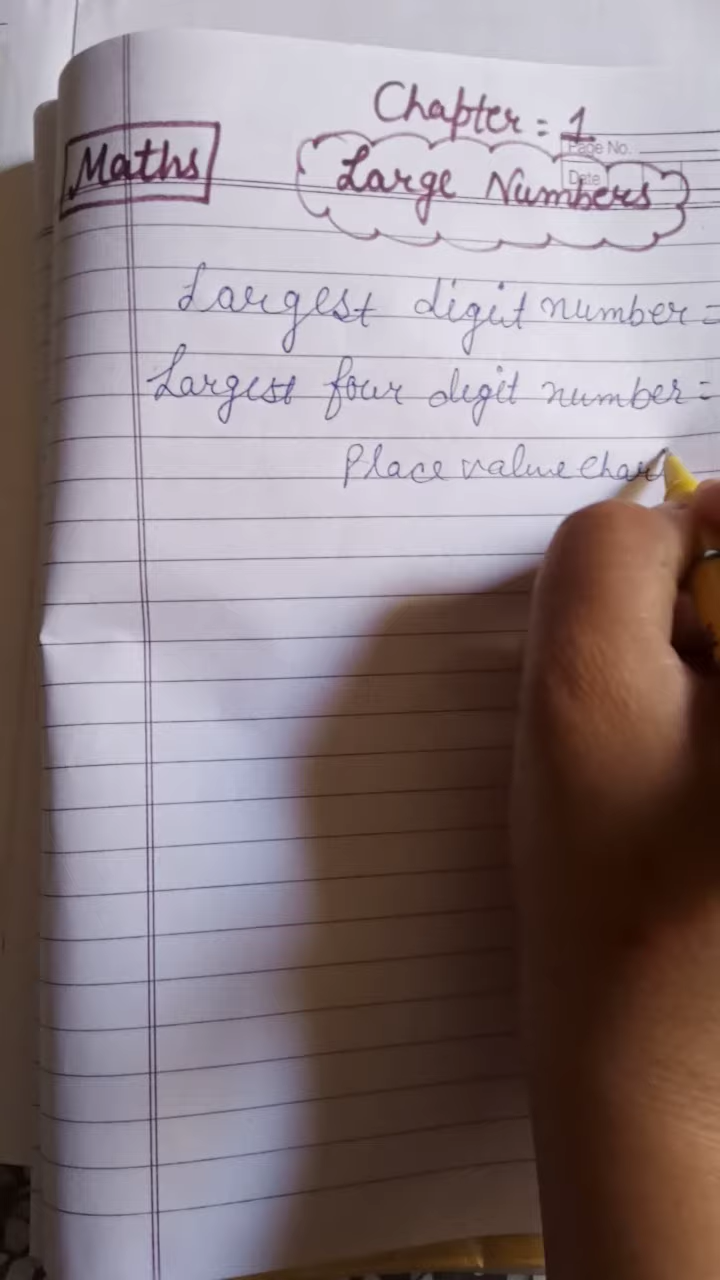 Chapter = 1
Page No.
Maths
Date
Large Numbers
Largest digit number =
Largest four digit number =
Place value chart